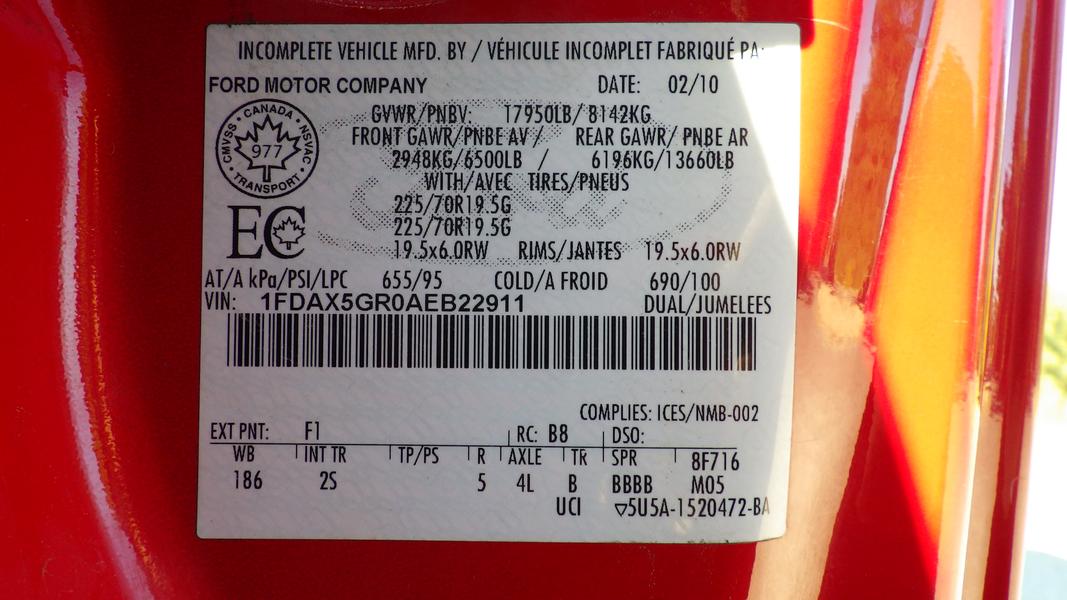 INCOMPLETE VEHICLE MFD. BY / VÉHICULE INCOMPLET FABRIQUÉ PA
FORD MOTOR COMPANY DATE: 02/10
GVWR/PNBV: 17950LB/ 8142KG
FRONT GAWR/PNBE AV / REAR GAWR/ PNBE AR
2948KG/6500LB / 6196KG/13660LB
WITH/AVEC TIRES/PNEUS
225/70R19.5G
225/70R19.5G
19.5x6.0RW RIMS/JANTES 19.5x6.0RW
CANADA
CMVSS 977 NSVAC
TRANSPORT
EC
AT/A kPa/PSI/LPC 655/95 COLD/A FROID 690/100
VIN: 1FDAX5GR0AEB22911 DUAL/JUMELEES
COMPLIES: ICES/NMB-002
EXT PNT: F1 RC: B8 DSO:
WB INT TR TP/PS R AXLE TR SPR 8F716
186 2S 5 4L B BBBB M05
UCI ▽5U5A-1520472-BA